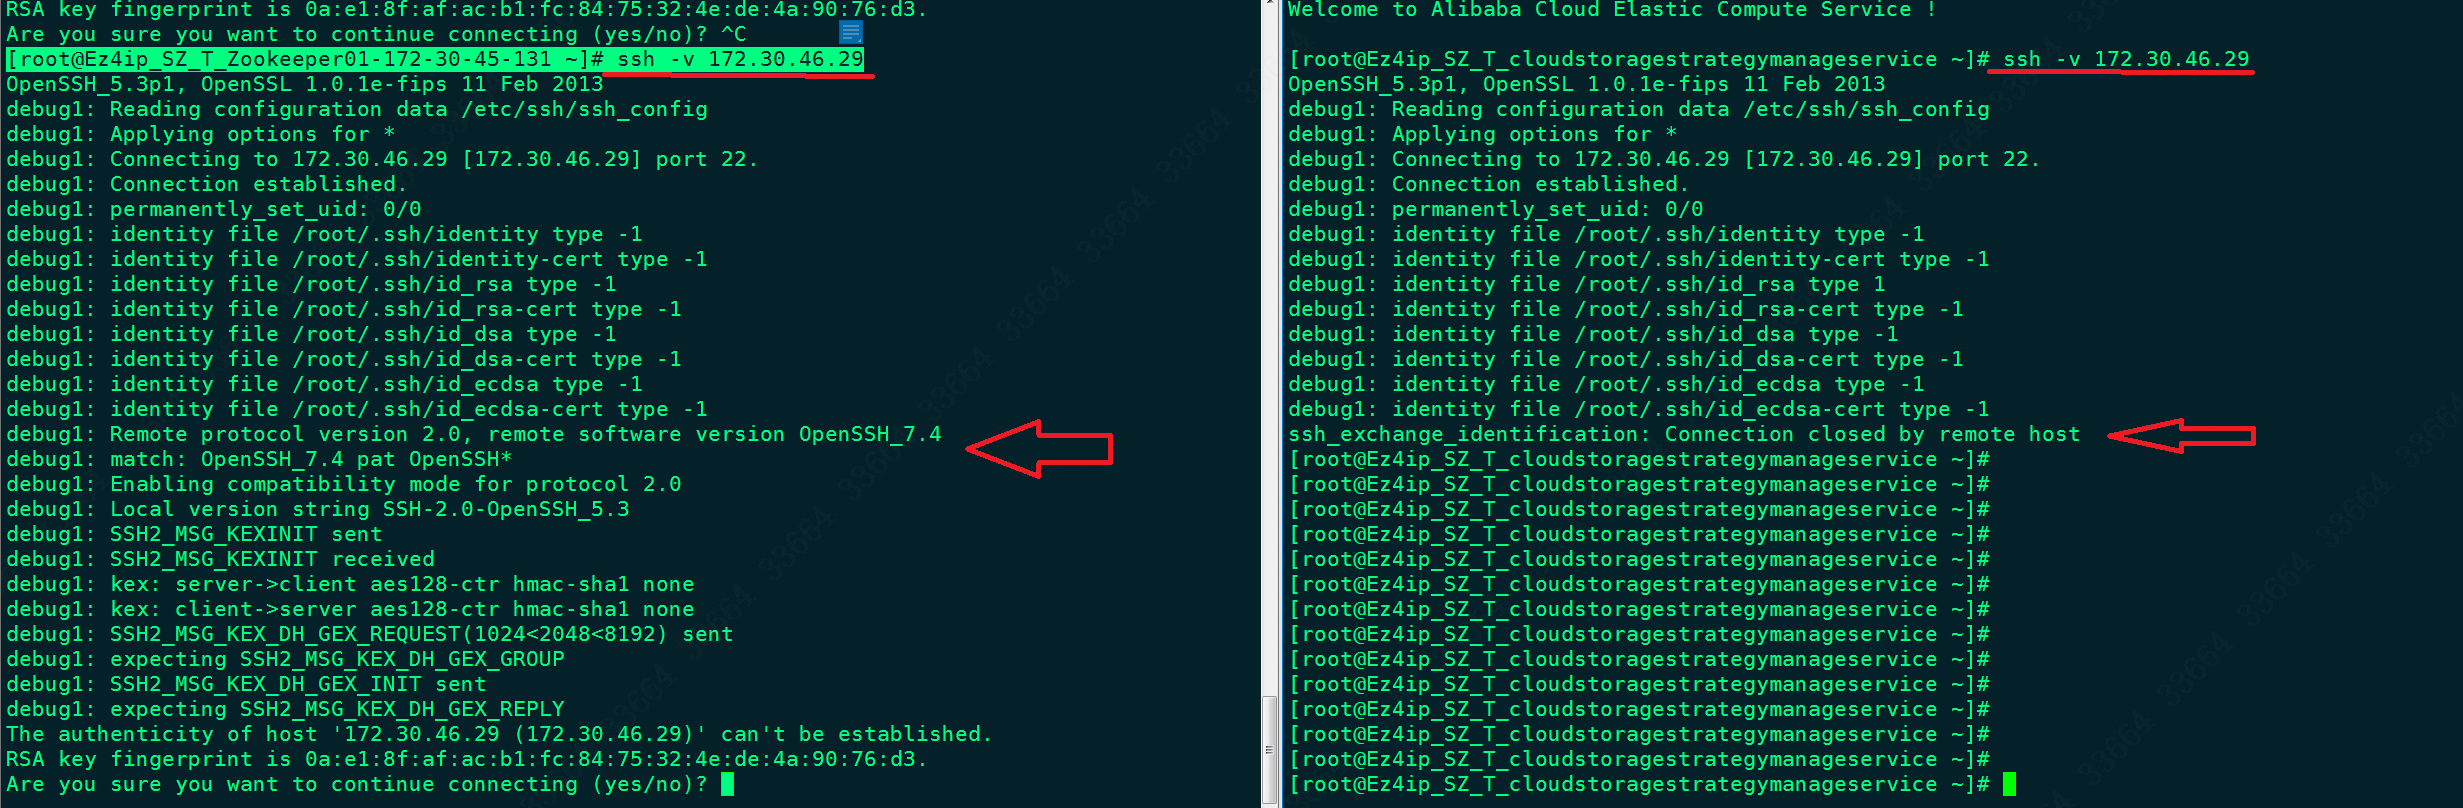 RSA key fingerprint is 0a:e1:8f:af:ac:b1:fc:84:75:32:4e:de:4a:90:76:d3.
Are you sure you want to continue connecting (yes/no)? ^C
[root@Ez4ip_SZ_T_Zookeeper01-172-30-45-131 ~]# ssh -v 172.30.46.29
OpenSSH_5.3p1, OpenSSL 1.0.1e-fips 11 Feb 2013
debug1: Reading configuration data /etc/ssh/ssh_config
debug1: Applying options for *
debug1: Connecting to 172.30.46.29 [172.30.46.29] port 22.
debug1: Connection established.
debug1: permanently_set_uid: 0/0
debug1: identity file /root/.ssh/identity type -1
debug1: identity file /root/.ssh/identity-cert type -1
debug1: identity file /root/.ssh/id_rsa type -1
debug1: identity file /root/.ssh/id_rsa-cert type -1
debug1: identity file /root/.ssh/id_dsa type -1
debug1: identity file /root/.ssh/id_dsa-cert type -1
debug1: identity file /root/.ssh/id_ecdsa type -1
debug1: identity file /root/.ssh/id_ecdsa-cert type -1
debug1: Remote protocol version 2.0, remote software version OpenSSH_7.4
debug1: match: OpenSSH_7.4 pat OpenSSH*
debug1: Enabling compatibility mode for protocol 2.0
debug1: Local version string SSH-2.0-OpenSSH_5.3
debug1: SSH2_MSG_KEXINIT sent
debug1: SSH2_MSG_KEXINIT received
debug1: kex: server->client aes128-ctr hmac-sha1 none
debug1: kex: client->server aes128-ctr hmac-sha1 none
debug1: SSH2_MSG_KEX_DH_GEX_REQUEST(1024<2048<8192) sent
debug1: expecting SSH2_MSG_KEX_DH_GEX_GROUP
debug1: SSH2_MSG_KEX_DH_GEX_INIT sent
debug1: expecting SSH2_MSG_KEX_DH_GEX_REPLY
The authenticity of host '172.30.46.29 (172.30.46.29)' can't be established.
RSA key fingerprint is 0a:e1:8f:af:ac:b1:fc:84:75:32:4e:de:4a:90:76:d3.
Are you sure you want to continue connecting (yes/no)?
Welcome to Alibaba Cloud Elastic Compute Service !
[root@Ez4ip_SZ_T_cloudstoragestrategymanageservice ~]# ssh -v 172.30.46.29
OpenSSH_5.3p1, OpenSSL 1.0.1e-fips 11 Feb 2013
debug1: Reading configuration data /etc/ssh/ssh_config
debug1: Applying options for *
debug1: Connecting to 172.30.46.29 [172.30.46.29] port 22.
debug1: Connection established.
debug1: permanently_set_uid: 0/0
debug1: identity file /root/.ssh/identity type -1
debug1: identity file /root/.ssh/identity-cert type -1
debug1: identity file /root/.ssh/id_rsa type 1
debug1: identity file /root/.ssh/id_rsa-cert type -1
debug1: identity file /root/.ssh/id_dsa type -1
debug1: identity file /root/.ssh/id_dsa-cert type -1
debug1: identity file /root/.ssh/id_ecdsa type -1
debug1: identity file /root/.ssh/id_ecdsa-cert type -1
ssh_exchange_identification: Connection closed by remote host
[root@Ez4ip_SZ_T_cloudstoragestrategymanageservice ~]#
[root@Ez4ip_SZ_T_cloudstoragestrategymanageservice ~]#
[root@Ez4ip_SZ_T_cloudstoragestrategymanageservice ~]#
[root@Ez4ip_SZ_T_cloudstoragestrategymanageservice ~]#
[root@Ez4ip_SZ_T_cloudstoragestrategymanageservice ~]#
[root@Ez4ip_SZ_T_cloudstoragestrategymanageservice ~]#
[root@Ez4ip_SZ_T_cloudstoragestrategymanageservice ~]#
[root@Ez4ip_SZ_T_cloudstoragestrategymanageservice ~]#
[root@Ez4ip_SZ_T_cloudstoragestrategymanageservice ~]#
[root@Ez4ip_SZ_T_cloudstoragestrategymanageservice ~]#
[root@Ez4ip_SZ_T_cloudstoragestrategymanageservice ~]#
[root@Ez4ip_SZ_T_cloudstoragestrategymanageservice ~]#
[root@Ez4ip_SZ_T_cloudstoragestrategymanageservice ~]#
[root@Ez4ip_SZ_T_cloudstoragestrategymanageservice ~]#